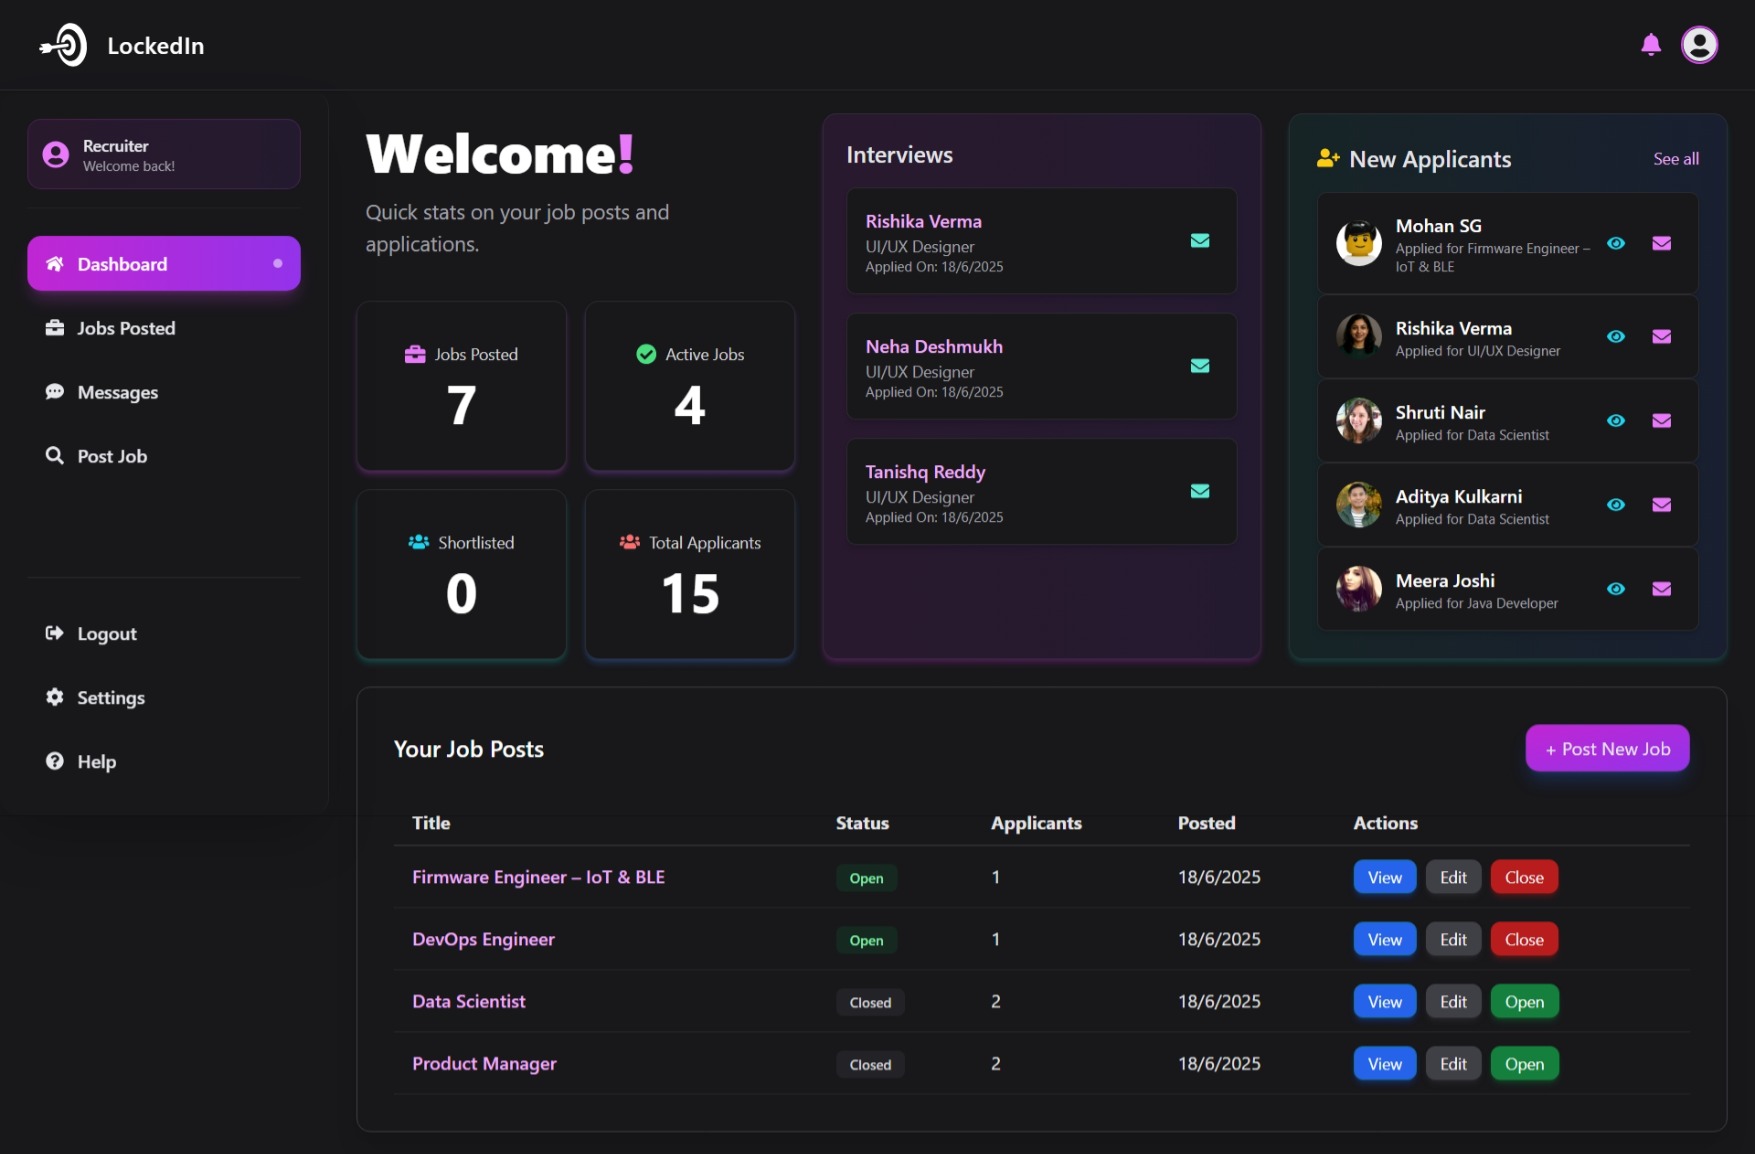 LockedIn
Recruiter
Welcome back!
Dashboard
Jobs Posted
Messages
Post Job
Logout
Settings
Help
Welcome!
Quick stats on your job posts and
applications.
Jobs Posted
7
Active Jobs
4
Shortlisted
0
Total Applicants
15
Interviews
Rishika Verma
UI/UX Designer
Applied On: 18/6/2025
Neha Deshmukh
UI/UX Designer
Applied On: 18/6/2025
Tanishq Reddy
UI/UX Designer
Applied On: 18/6/2025
New Applicants
See all
Mohan SG
Applied for Firmware Engineer –
IoT & BLE
Rishika Verma
Applied for UI/UX Designer
Shruti Nair
Applied for Data Scientist
Aditya Kulkarni
Applied for Data Scientist
Meera Joshi
Applied for Java Developer
Your Job Posts
+ Post New Job
Title Status Applicants Posted Actions
Firmware Engineer – IoT & BLE Open 1 18/6/2025 View Edit Close
DevOps Engineer Open 1 18/6/2025 View Edit Close
Data Scientist Closed 2 18/6/2025 View Edit Open
Product Manager Closed 2 18/6/2025 View Edit Open